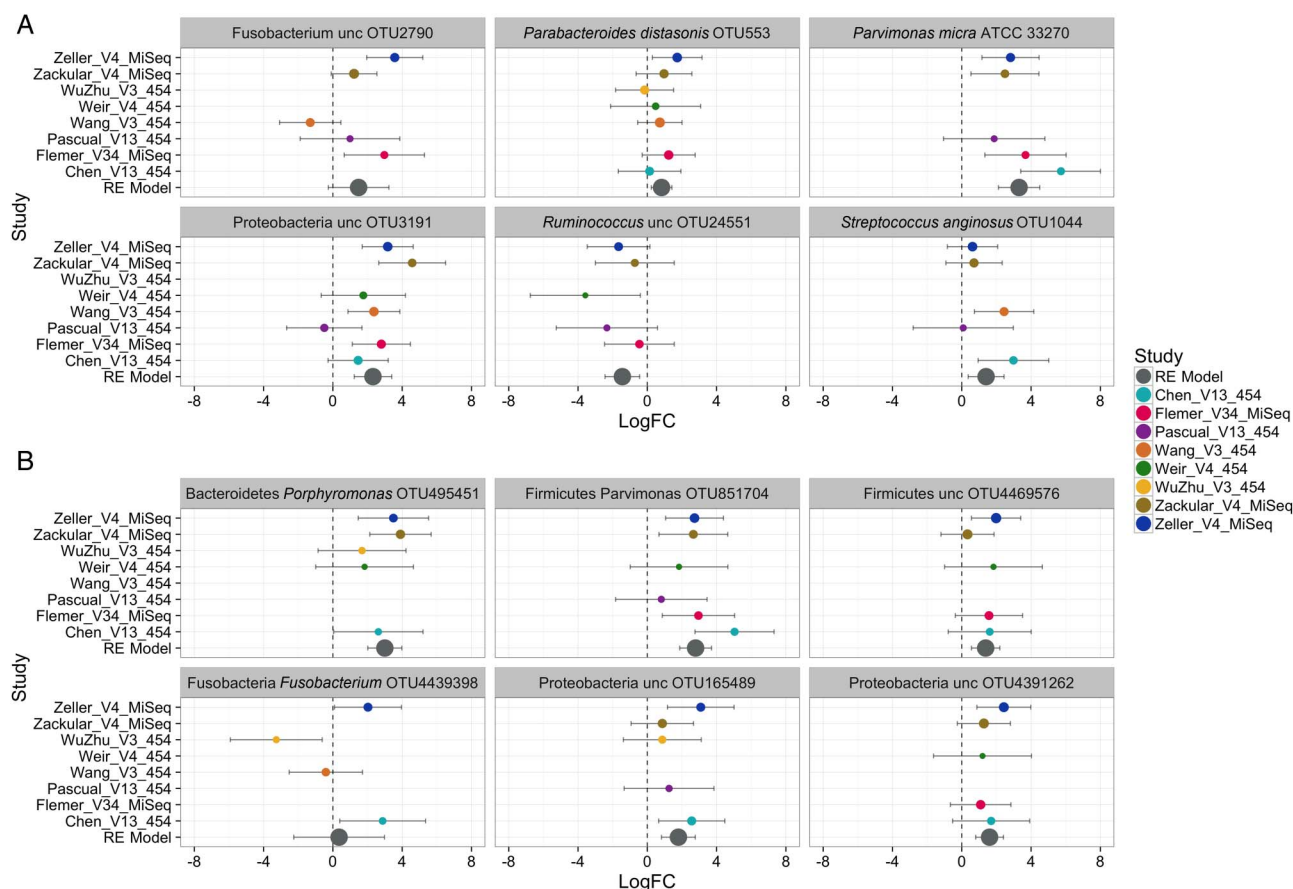 A
Fusobacterium unc OTU2790
Parabacteroides distasonis OTU553
Parvimonas micra ATCC 33270
Zeller_V4_MiSeq
Zackular_V4_MiSeq
WuZhu_V3_454
Weir_V4_454
Wang_V3_454
Pascual_V13_454
Flemer_V34_MiSeq
Chen_V13_454
RE Model
Study
Proteobacteria unc OTU3191
Ruminococcus unc OTU24551
Streptococcus anginosus OTU1044
Zeller_V4_MiSeq
Zackular_V4_MiSeq
WuZhu_V3_454
Weir_V4_454
Wang_V3_454
Pascual_V13_454
Flemer_V34_MiSeq
Chen_V13_454
RE Model
-8 -4 0 4 8 -8 -4 0 4 8 -8 -4 0 4 8
LogFC
Study
RE Model
Chen_V13_454
Flemer_V34_MiSeq
Pascual_V13_454
Wang_V3_454
Weir_V4_454
WuZhu_V3_454
Zackular_V4_MiSeq
Zeller_V4_MiSeq
B
Bacteroidetes Porphyromonas OTU495451
Firmicutes Parvimonas OTU851704
Firmicutes unc OTU4469576
Zeller_V4_MiSeq
Zackular_V4_MiSeq
WuZhu_V3_454
Weir_V4_454
Wang_V3_454
Pascual_V13_454
Flemer_V34_MiSeq
Chen_V13_454
RE Model
Study
Fusobacteria Fusobacterium OTU4439398
Proteobacteria unc OTU165489
Proteobacteria unc OTU4391262
Zeller_V4_MiSeq
Zackular_V4_MiSeq
WuZhu_V3_454
Weir_V4_454
Wang_V3_454
Pascual_V13_454
Flemer_V34_MiSeq
Chen_V13_454
RE Model
-8 -4 0 4 8 -8 -4 0 4 8 -8 -4 0 4 8
LogFC